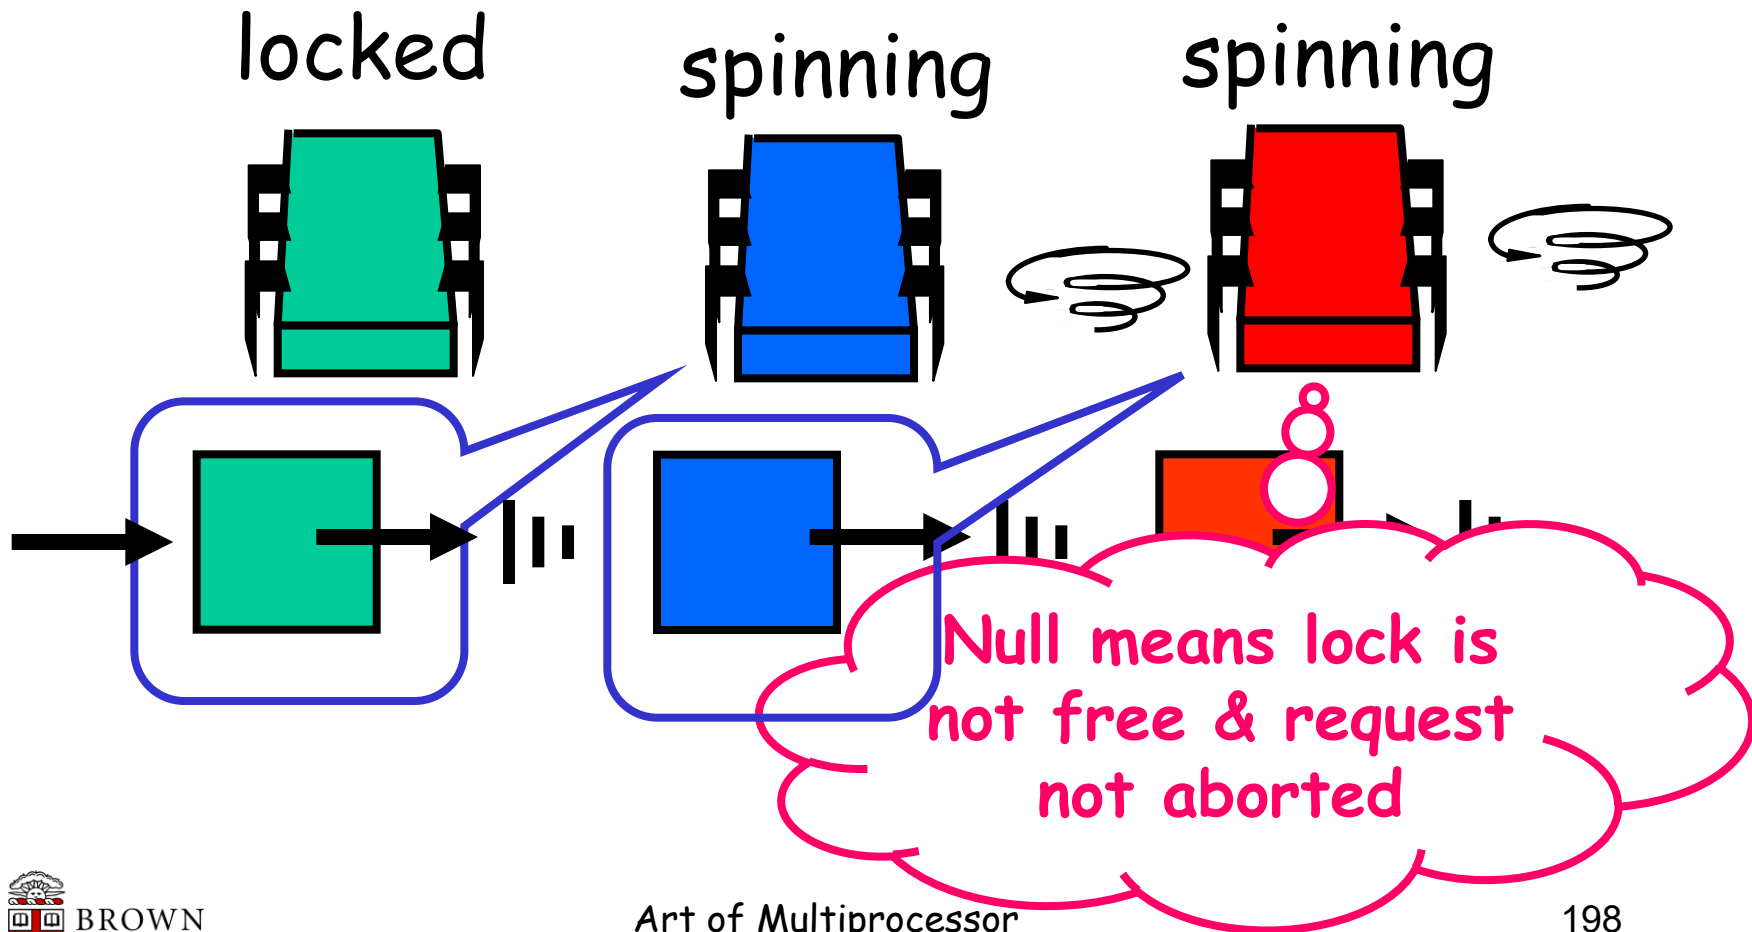 locked
spinning
spinning
Null means lock is
not free & request
not aborted
BROWN
Art of Multiprocessor
198